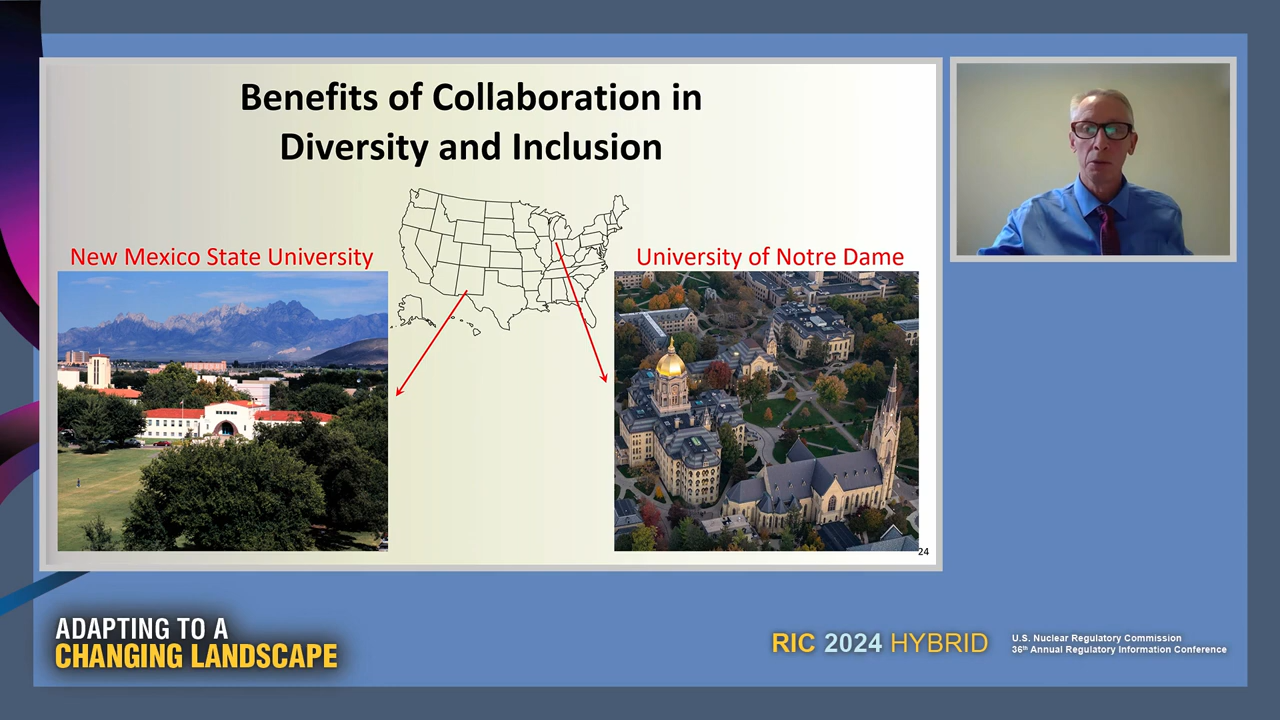 Benefits of Collaboration in
Diversity and Inclusion
New Mexico State University
University of Notre Dame
24
ADAPTING TO A
CHANGING LANDSCAPE
RIC 2024 HYBRID
U.S. Nuclear Regulatory Commission
36th Annual Regulatory Information Conference